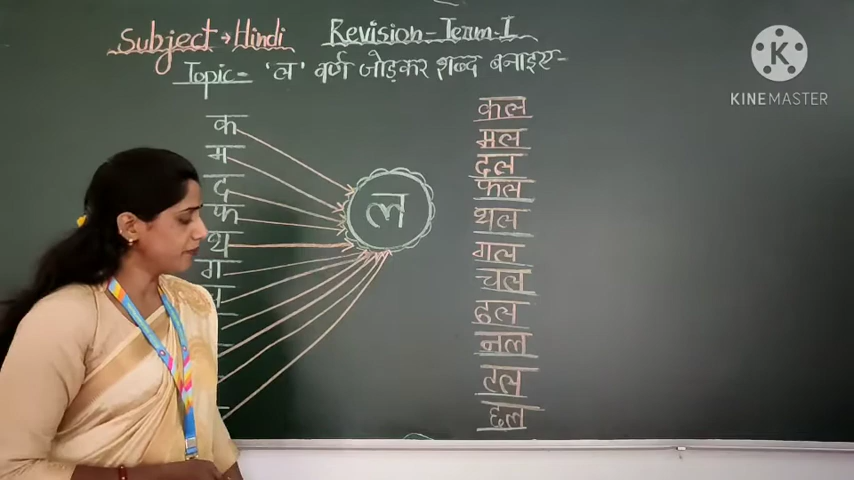 Subject → Hindi Revision-Term-I
Topic - 'ल' वर्ण जोड़कर शब्द बनाइए-
K
KINEMASTER
क
म
द
फ
थ
ग
ल
कल
मल
दल
फल
थल
गल
चल
ढल
नल
टल
छल